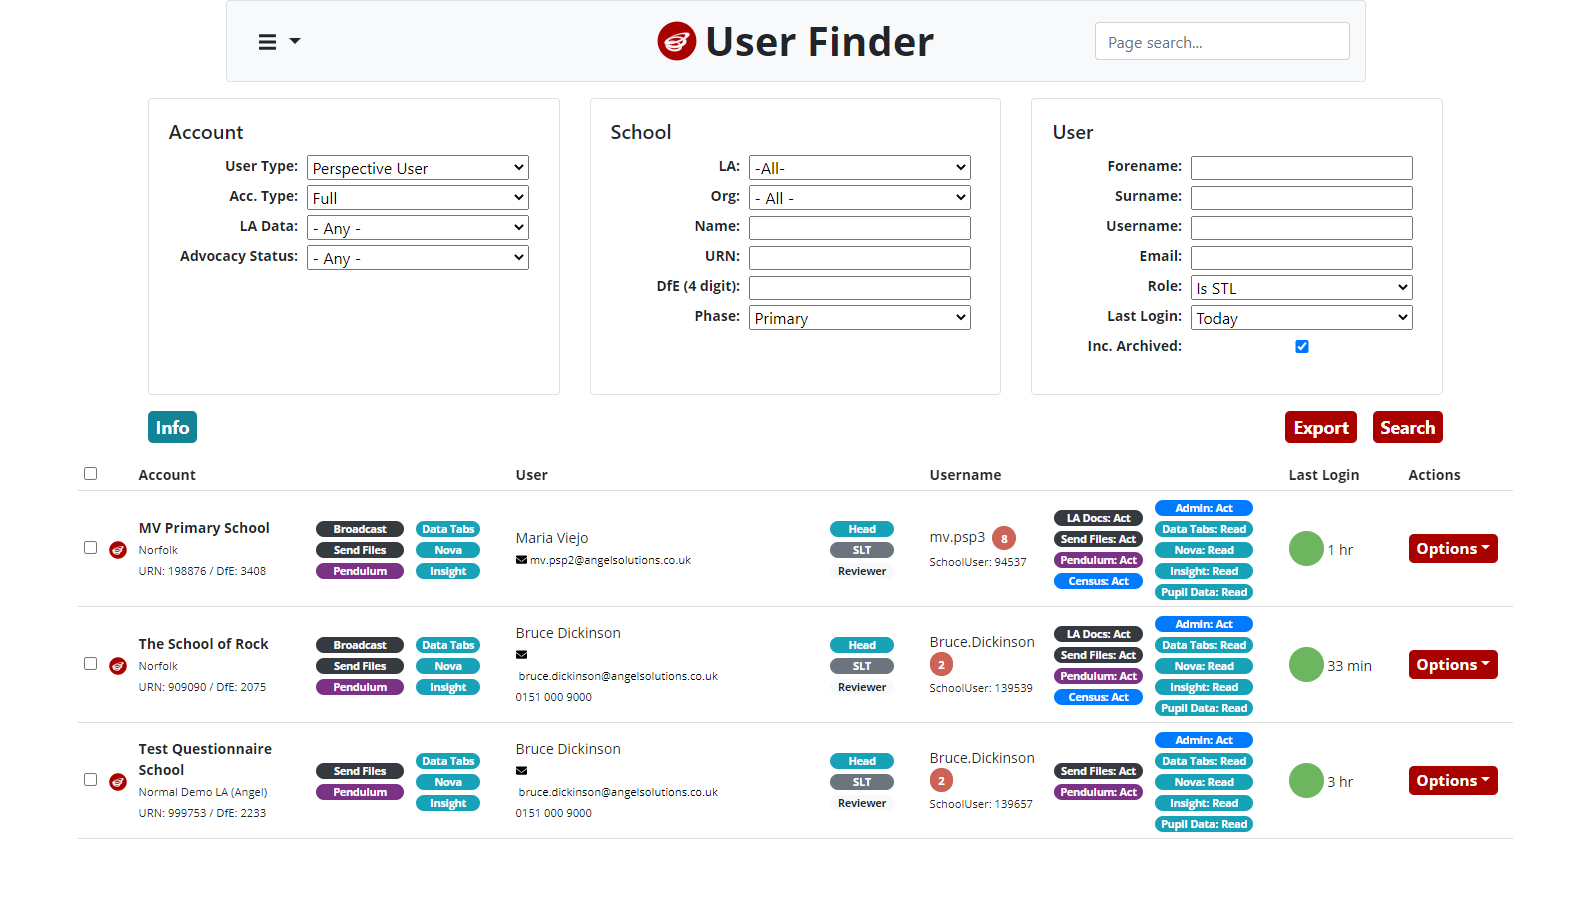 User Finder
Page search...
Account
User Type: Perspective User
Acc. Type: Full
LA Data: - Any -
Advocacy Status: - Any -
School
LA: -All-
Org: - All -
Name:
URN:
DfE (4 digit):
Phase: Primary
User
Forename:
Surname:
Username:
Email:
Role: Is STL
Last Login: Today
Inc. Archived:
Info
Export Search
Account User Username Last Login Actions
MV Primary School
Norfolk
URN: 198876 / DfE: 3408
Broadcast Data Tabs
Send Files Nova
Pendulum Insight
Maria Viejo
mv.psp2@angelsolutions.co.uk
Head
SLT
Reviewer
mv.psp3 8
SchoolUser: 94537
LA Docs: Act
Send Files: Act
Pendulum: Act
Census: Act
Admin: Act
Data Tabs: Read
Nova: Read
Insight: Read
Pupil Data: Read
1 hr
Options
The School of Rock
Norfolk
URN: 909090 / DfE: 2075
Broadcast Data Tabs
Send Files Nova
Pendulum Insight
Bruce Dickinson
bruce.dickinson@angelsolutions.co.uk
0151 000 9000
Head
SLT
Reviewer
Bruce.Dickinson
2
SchoolUser: 139539
LA Docs: Act
Send Files: Act
Pendulum: Act
Census: Act
Admin: Act
Data Tabs: Read
Nova: Read
Insight: Read
Pupil Data: Read
33 min
Options
Test Questionnaire
School
Normal Demo LA (Angel)
URN: 999753 / DfE: 2233
Send Files
Pendulum
Data Tabs
Nova
Insight
Bruce Dickinson
bruce.dickinson@angelsolutions.co.uk
0151 000 9000
Head
SLT
Reviewer
Bruce.Dickinson
2
SchoolUser: 139657
Send Files: Act
Pendulum: Act
Admin: Act
Data Tabs: Read
Nova: Read
Insight: Read
Pupil Data: Read
3 hr
Options